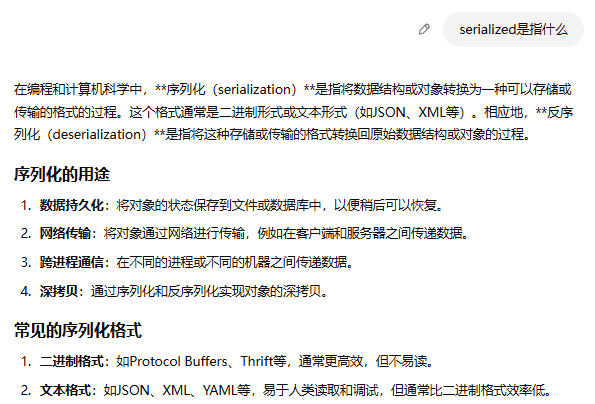 serialized是指什么
在编程和计算机科学中，**序列化（serialization）**是指将数据结构或对象转换为一种可以存储或
传输的格式的过程。这个格式通常是二进制形式或文本形式（如JSON、XML等）。相应地，**反序
列化（deserialization）**是指将这种存储或传输的格式转换回原始数据结构或对象的过程。
序列化的用途
1. 数据持久化：将对象的状态保存到文件或数据库中，以便稍后可以恢复。
2. 网络传输：将对象通过网络进行传输，例如在客户端和服务器之间传递数据。
3. 跨进程通信：在不同的进程或不同的机器之间传递数据。
4. 深拷贝：通过序列化和反序列化实现对象的深拷贝。
常见的序列化格式
1. 二进制格式：如Protocol Buffers、Thrift等，通常更高效，但不易读。
2. 文本格式：如JSON、XML、YAML等，易于人类读取和调试，但通常比二进制格式效率低。